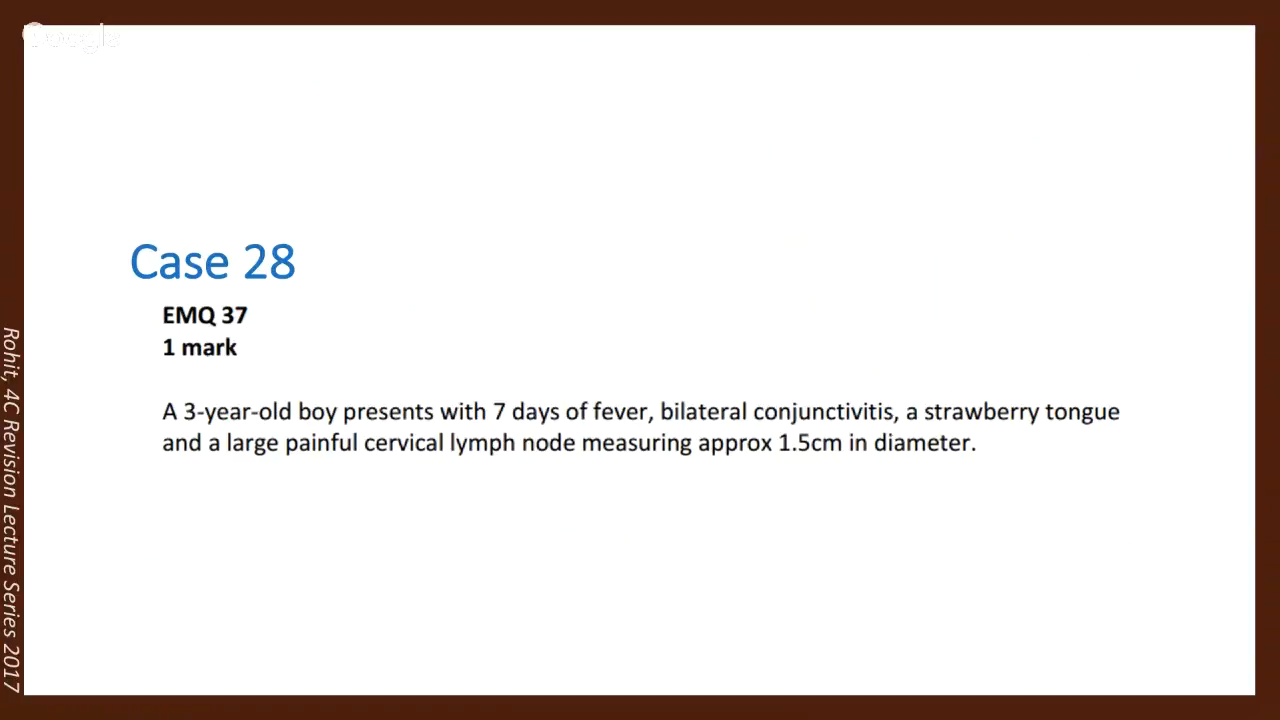 Google
Case 28
EMQ 37
1 mark
A 3-year-old boy presents with 7 days of fever, bilateral conjunctivitis, a strawberry tongue
and a large painful cervical lymph node measuring approx 1.5cm in diameter.
Rohit, 4C Revision Lecture Series 2017